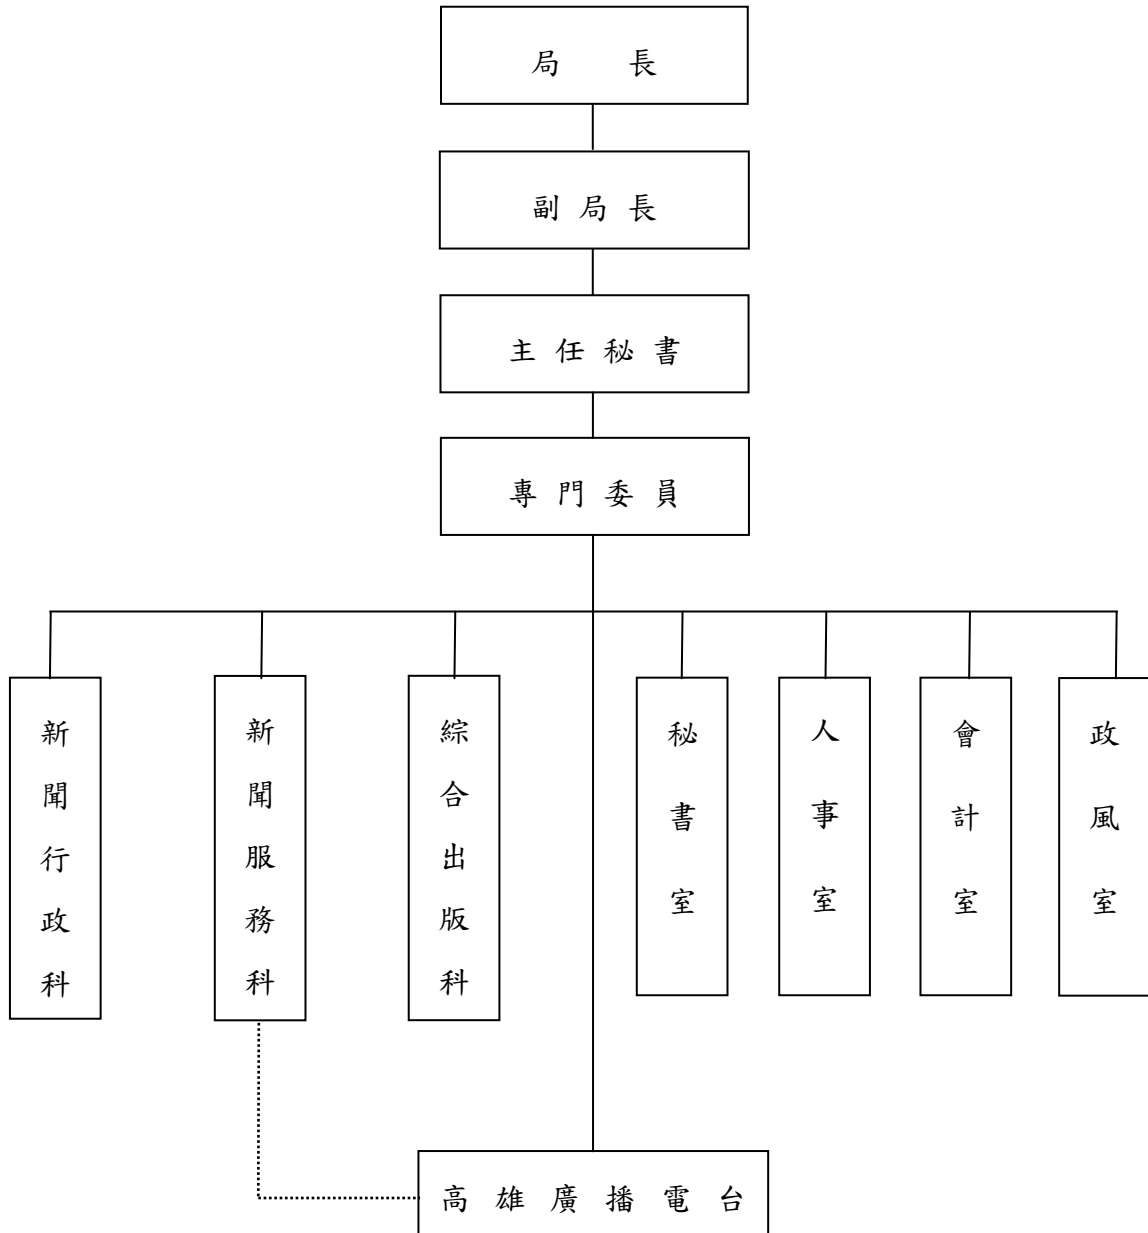 局長
副局長
主任秘書
專門委員
新聞行政科
新聞服務科
綜合出版科
秘書室
人事室
會計室
政風室
高雄廣播電台